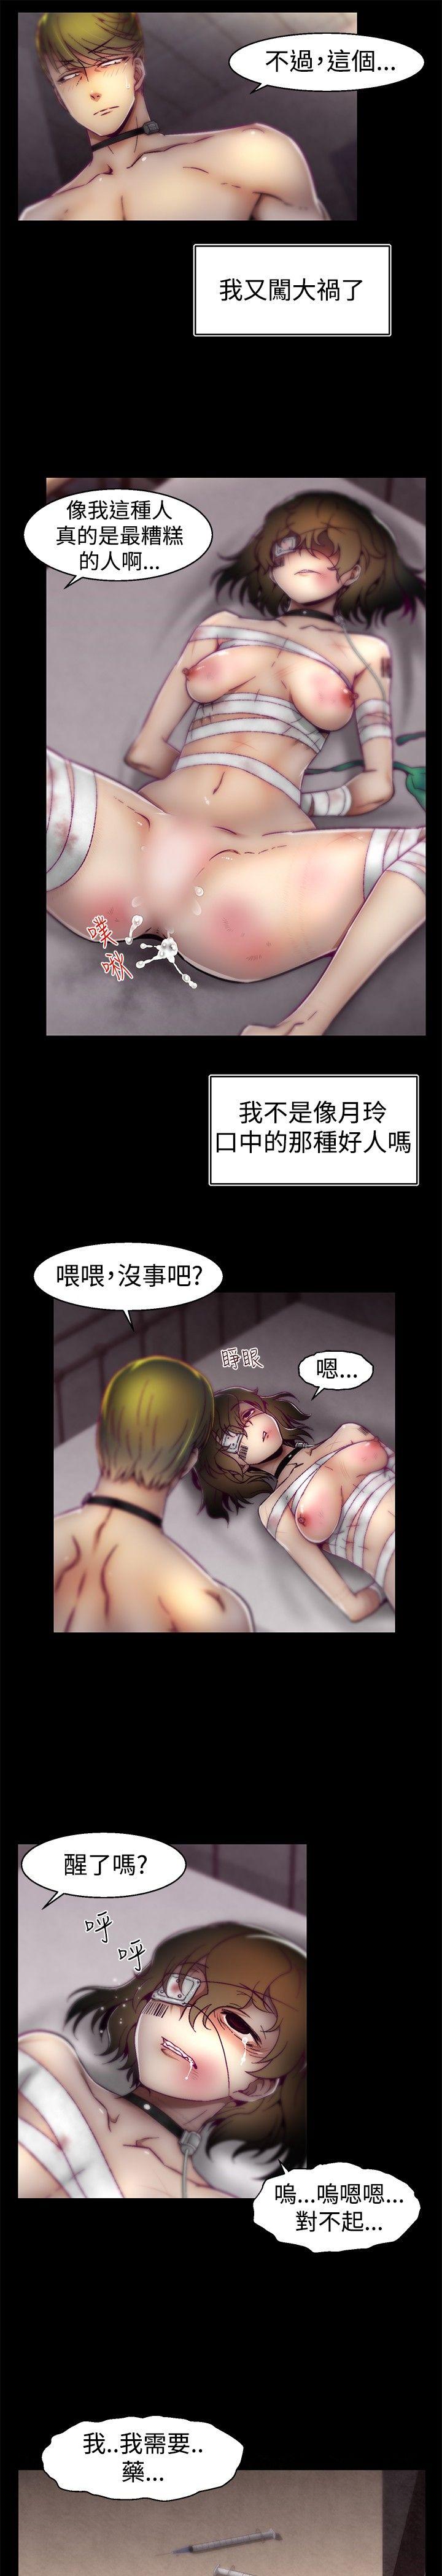 不過，這個...
我又闖大禍了
像我這種人
真的是最糟糕
的人啊...
噗
啾
我不是像月玲
口中的那種好人嗎
喂喂，沒事吧?
睜眼
嗯...
醒了嗎?
呼
呼
嗚...嗚嗯嗯...
對不起...
我..我需要..
藥...